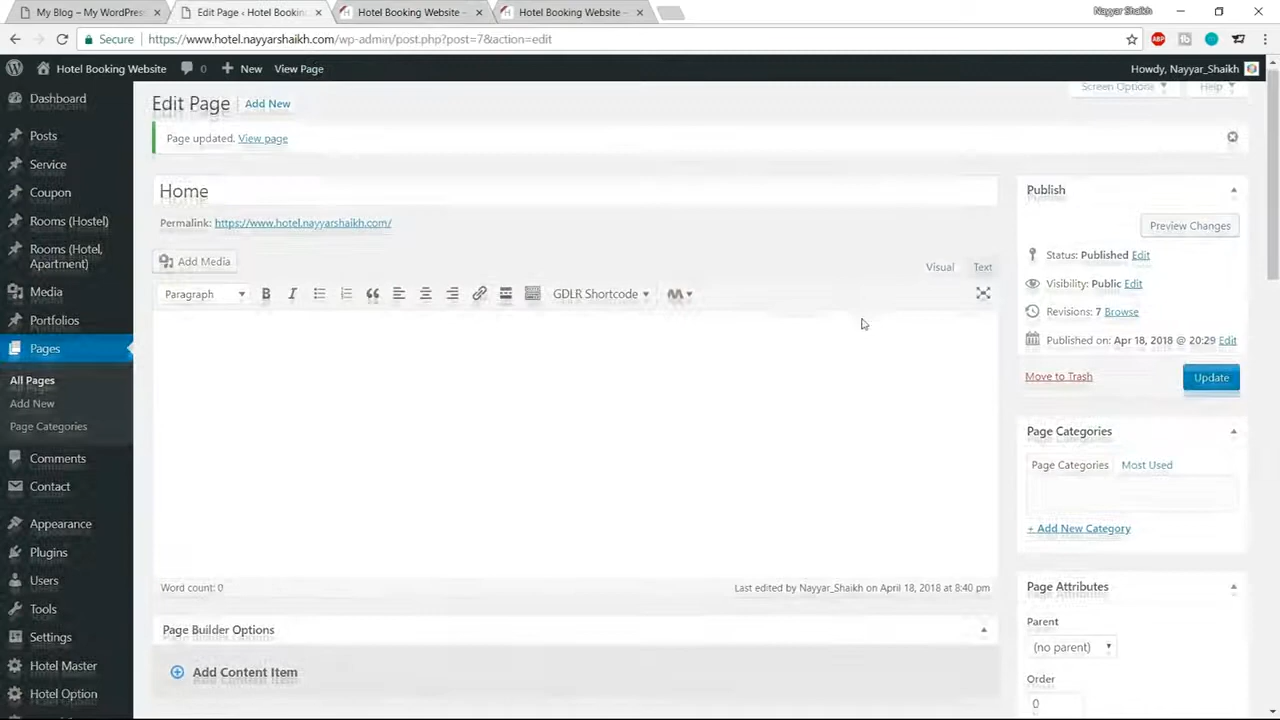 My Blog – My WordPress
Edit Page ‹ Hotel Booking
Hotel Booking Website –
Hotel Booking Website –
Nayyar Shaikh
Secure
https://www.hotel.nayyarshaikh.com/wp-admin/post.php?post=7&action=edit
ABP
Hotel Booking Website
0
New
View Page
Howdy, Nayyar_Shaikh
Dashboard
Posts
Service
Coupon
Rooms (Hostel)
Rooms (Hotel,
Apartment)
Media
Portfolios
Pages
All Pages
Add New
Page Categories
Comments
Contact
Appearance
Plugins
Users
Tools
Settings
Hotel Master
Hotel Option
Edit Page
Add New
Screen Options
Help
Page updated. View page
Home
Permalink: https://www.hotel.nayyarshaikh.com/
Add Media
Visual
Text
Paragraph
GDLR Shortcode
Word count: 0
Last edited by Nayyar_Shaikh on April 18, 2018 at 8:40 pm
Page Builder Options
Add Content Item
Publish
Preview Changes
Status: Published Edit
Visibility: Public Edit
Revisions: 7 Browse
Published on: Apr 18, 2018 @ 20:29 Edit
Move to Trash
Update
Page Categories
Page Categories
Most Used
+ Add New Category
Page Attributes
Parent
(no parent)
Order
0